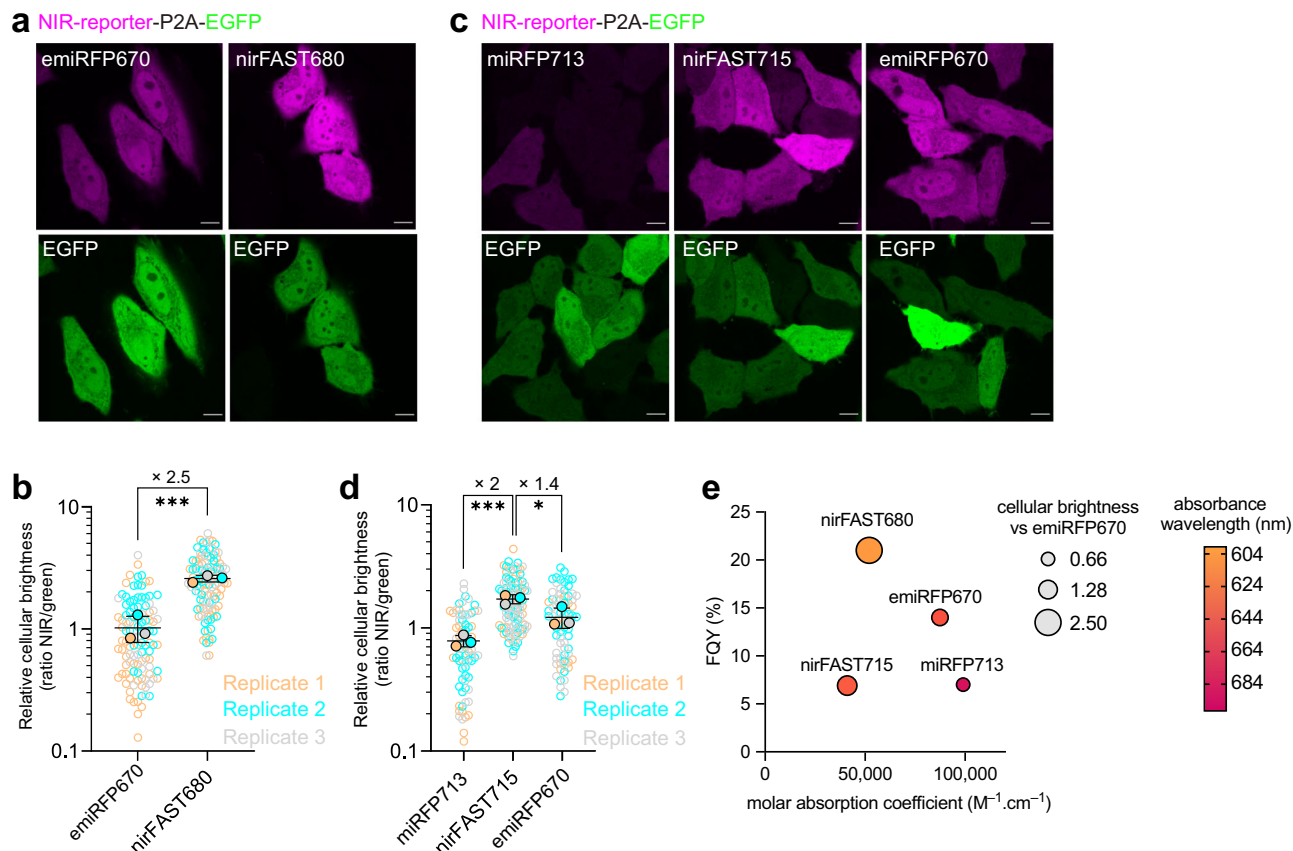 a NIR-reporter-P2A-EGFP
emiRFP670
nirFAST680
EGFP
EGFP
c NIR-reporter-P2A-EGFP
miRFP713
nirFAST715
emiRFP670
EGFP
EGFP
EGFP
b
× 2.5
***
10
1
0.1
Relative cellular brightness
(ratio NIR/green)
Replicate 1
Replicate 2
Replicate 3
emiRFP670
nirFAST680
d
× 2
× 1.4
***
*
10
1
0.1
Relative cellular brightness
(ratio NIR/green)
Replicate 1
Replicate 2
Replicate 3
miRFP713
nirFAST715
emiRFP670
e
25
20
15
10
5
0
FQY (%)
nirFAST680
emiRFP670
nirFAST715
miRFP713
0
50,000
100,000
molar absorption coefficient (M⁻¹.cm⁻¹)
cellular brightness
vs emiRFP670
0.66
1.28
2.50
absorbance
wavelength (nm)
604
624
644
664
684